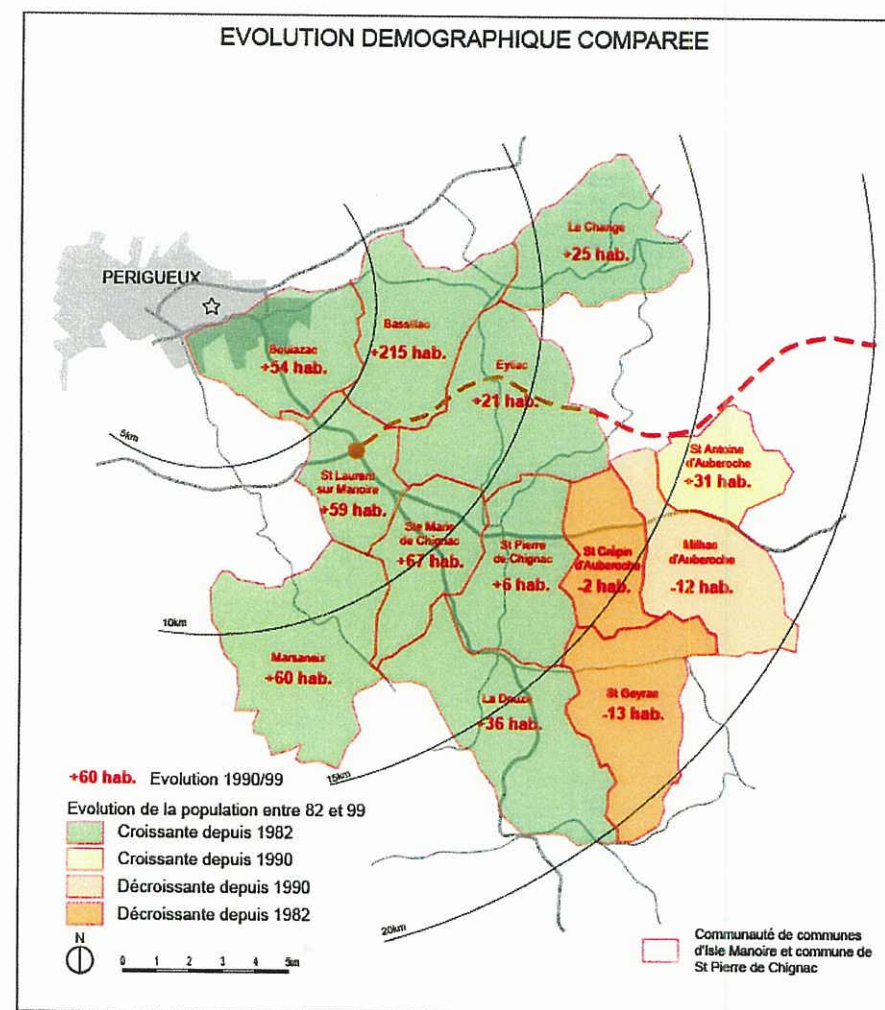 EVOLUTION DEMOGRAPHIQUE COMPAREE
Le Change
+25 hab.
PERIGUEUX
Bassillac
+215 hab.
Boulazac
+54 hab.
Eyliac
+21 hab.
5km
St Antoine
d'Auberoche
+31 hab.
St Laurent
sur Manoire
+59 hab.
Ste Marie
de Chignac
+67 hab.
St Pierre
de Chignac
+6 hab.
St Crépin
d'Auberoche
-2 hab.
Milhac
d'Auberoche
-12 hab.
10km
Marsaneix
+60 hab.
La Douze
+36 hab.
St Geyrac
-13 hab.
15km
+60 hab. Evolution 1990/99
Evolution de la population entre 82 et 99
Croissante depuis 1982
Croissante depuis 1990
Décroissante depuis 1990
Décroissante depuis 1982
20km
N
0 1 2 3 4 5km
Communauté de communes
d'Isle Manoire et commune de
St Pierre de Chignac